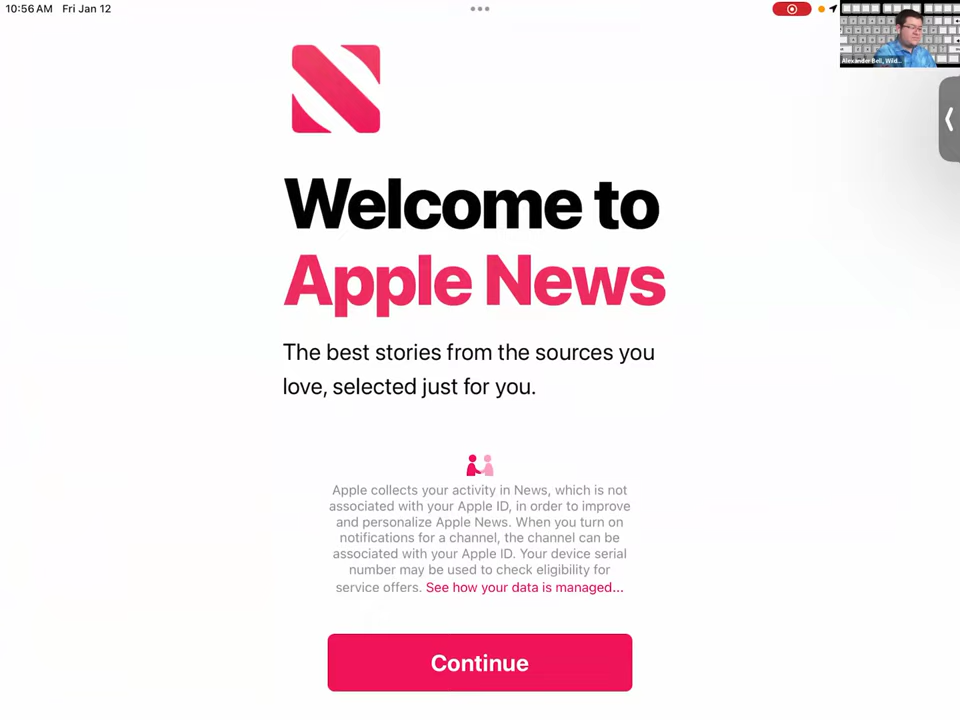 10:56 AM Fri Jan 12
Alexander Bell, Wild...
Welcome to
Apple News
The best stories from the sources you
love, selected just for you.
Apple collects your activity in News, which is not
associated with your Apple ID, in order to improve
and personalize Apple News. When you turn on
notifications for a channel, the channel can be
associated with your Apple ID. Your device serial
number may be used to check eligibility for
service offers. See how your data is managed...
Continue